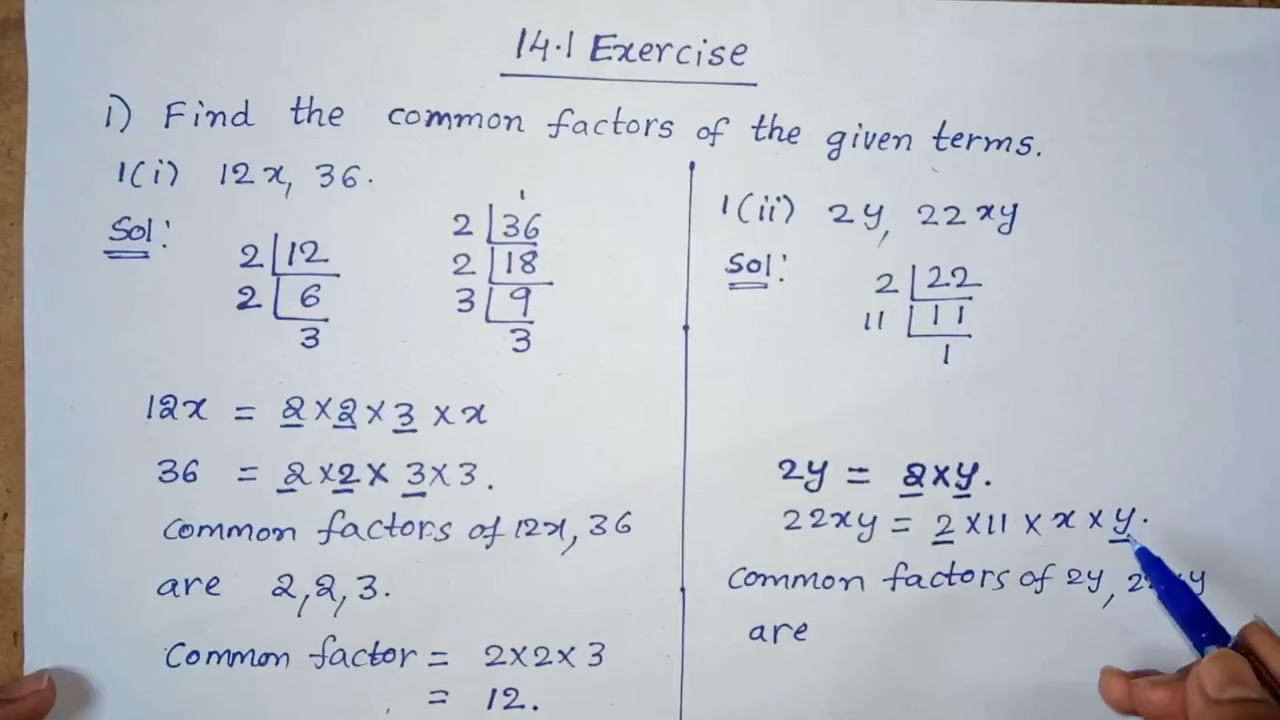 14.1 Exercise
i) Find the common factors of the given terms.
1(i) 12x, 36.
Sol:
2 12
2 6
3
1
2 36
2 18
3 9
3
12x = 2×2×3×x
36 = 2×2×3×3.
common factors of 12x, 36
are 2,2,3.
Common factor = 2×2×3
= 12.
1(ii) 2y, 22xy
Sol:
2 22
11 11
1
2y = 2×y.
22xy = 2×11×x×y.
common factors of 2y,
are